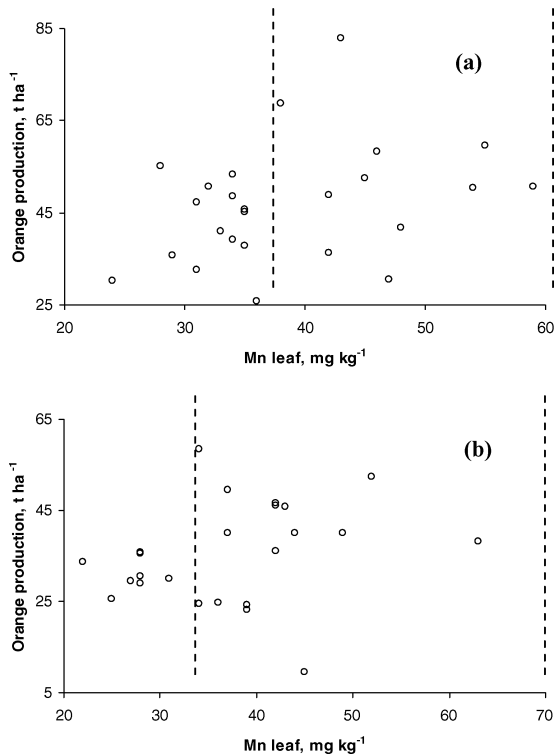 85
65
45
25
Orange production, t ha⁻¹
(a)
20 30 40 50 60
Mn leaf, mg kg⁻¹
65
45
25
5
Orange production, t ha⁻¹
(b)
20 30 40 50 60 70
Mn leaf, mg kg⁻¹